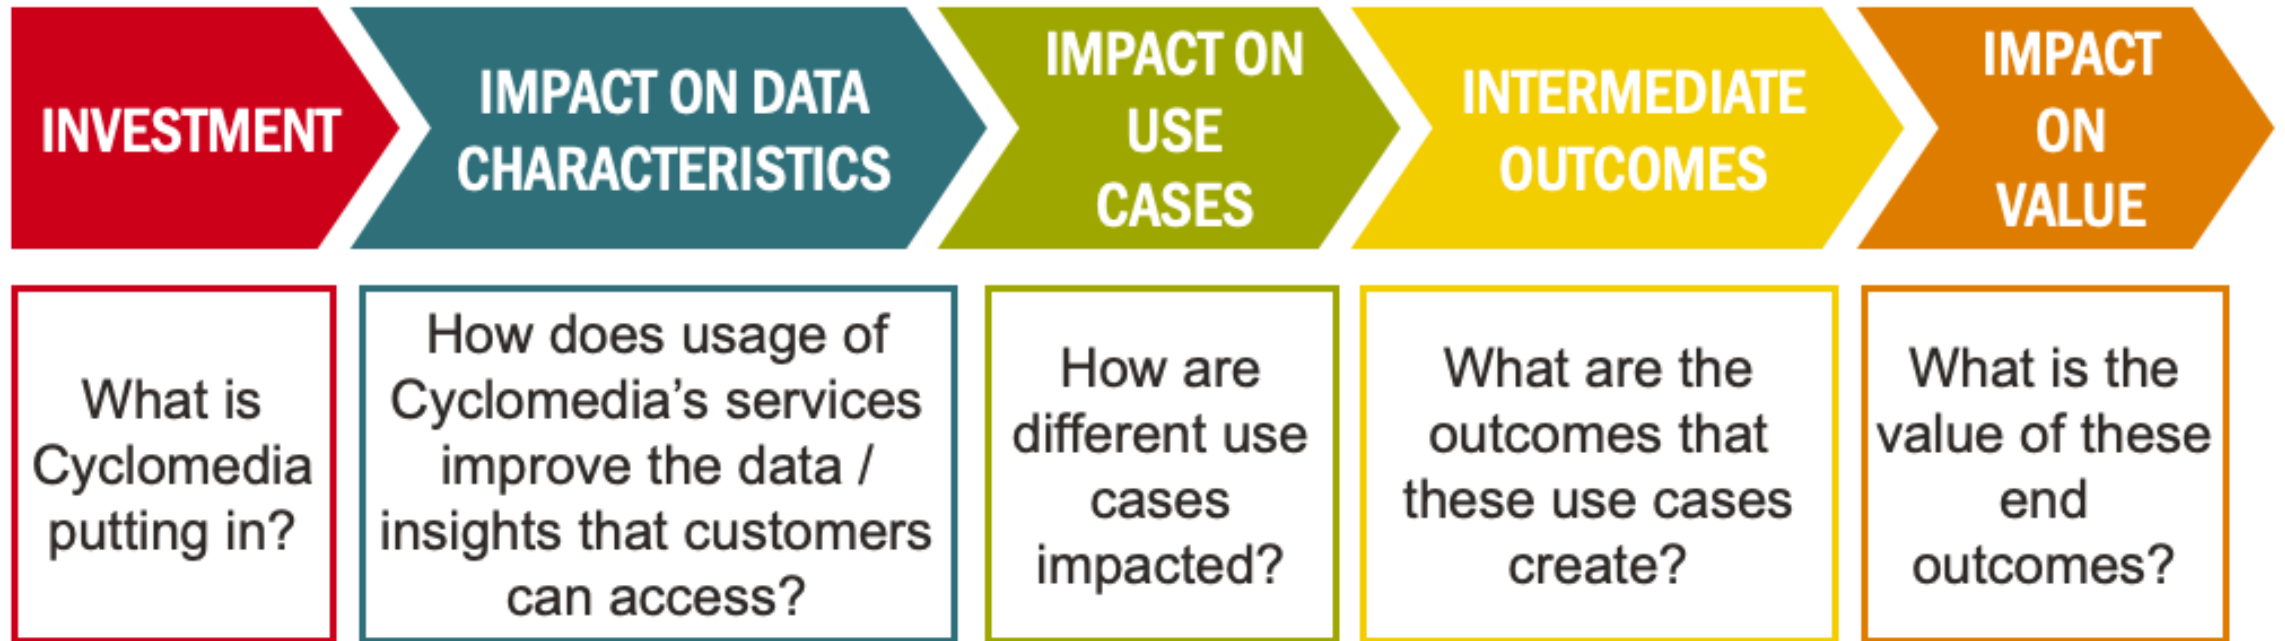 INVESTMENT
IMPACT ON DATA
CHARACTERISTICS
IMPACT ON
USE
CASES
INTERMEDIATE
OUTCOMES
IMPACT
ON
VALUE
What is
Cyclomedia
putting in?
How does usage of
Cyclomedia’s services
improve the data /
insights that customers
can access?
How are
different use
cases
impacted?
What are the
outcomes that
these use cases
create?
What is the
value of these
end
outcomes?